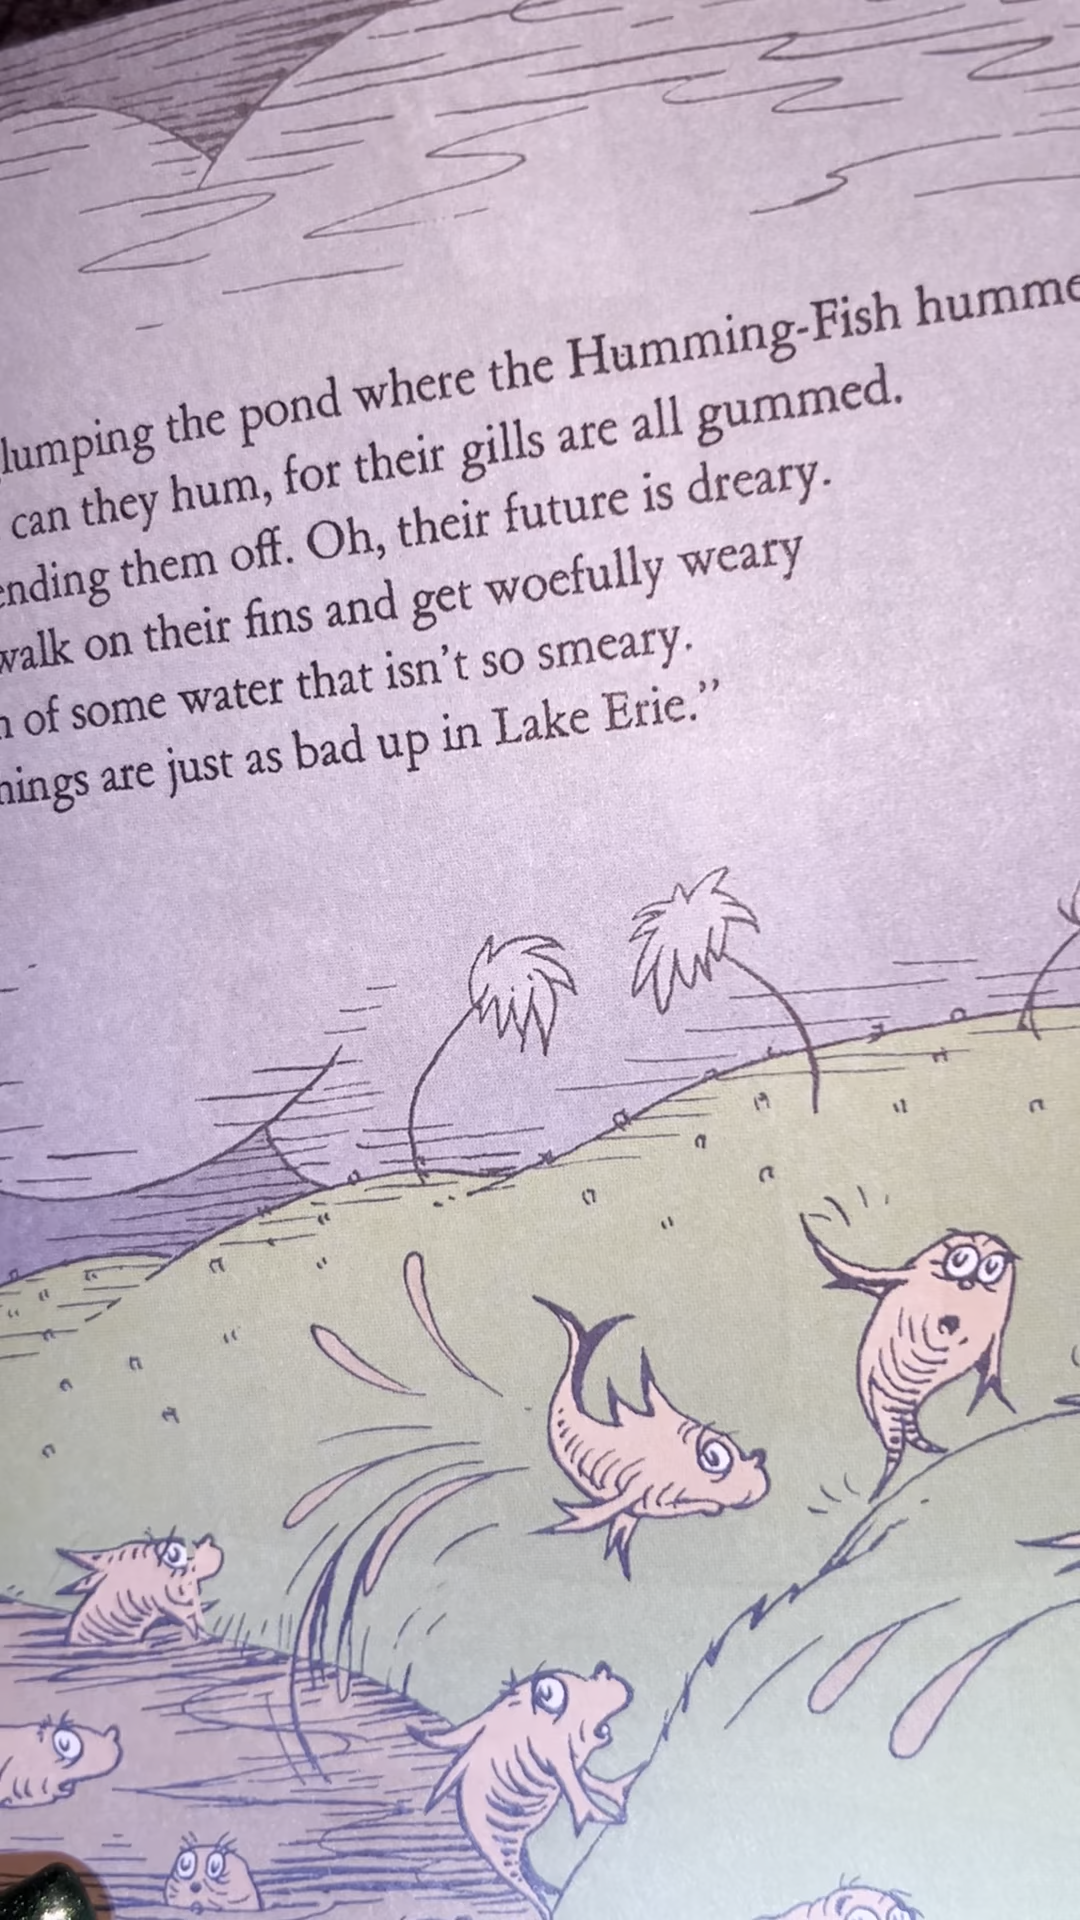 lumping the pond where the Humming-Fish humme
can they hum, for their gills are all gummed.
ending them off. Oh, their future is dreary.
walk on their fins and get woefully weary
of some water that isn't so smeary.
hings are just as bad up in Lake Erie.”